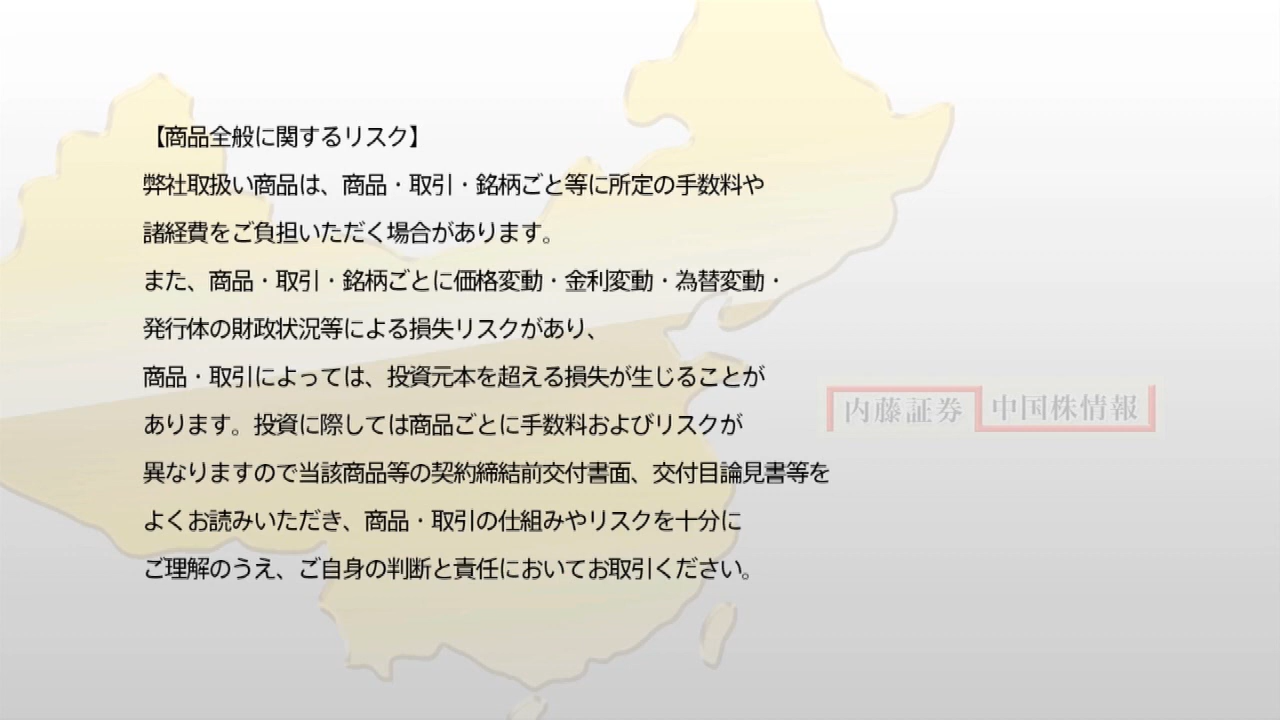 【商品全般に関するリスク】
弊社取扱い商品は、商品・取引・銘柄ごと等に所定の手数料や
諸経費をご負担いただく場合があります。
また、商品・取引・銘柄ごとに価格変動・金利変動・為替変動・
発行体の財政状況等による損失リスクがあり、
商品・取引によっては、投資元本を超える損失が生じることが
あります。投資に際しては商品ごとに手数料およびリスクが
異なりますので当該商品等の契約締結前交付書面、交付目論見書等を
よくお読みいただき、商品・取引の仕組みやリスクを十分に
ご理解のうえ、ご自身の判断と責任においてお取引ください。
内藤証券 中国株情報